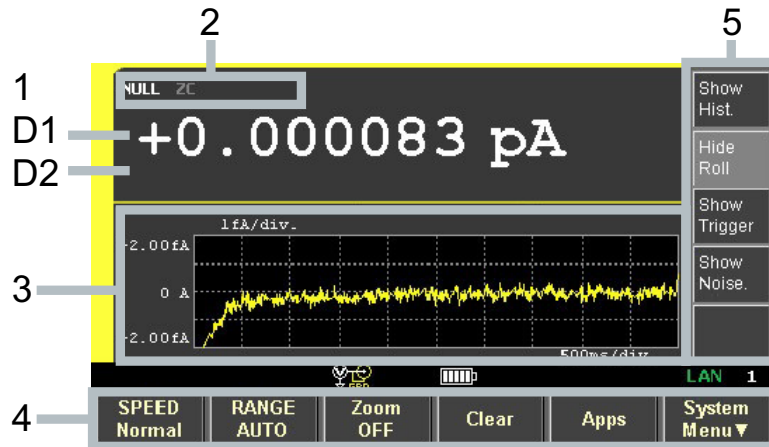 2
5
1
NULL ZC
D1
+0.000083 pA
D2
Show
Hist.
Hide
Roll
Show
Trigger
Show
Noise.
3
1fA/div.
-2.00fA
0 A
-2.00fA
500ms/div
LAN 1
4
SPEED
Normal
RANGE
AUTO
Zoom
OFF
Clear
Apps
System
Menu▼